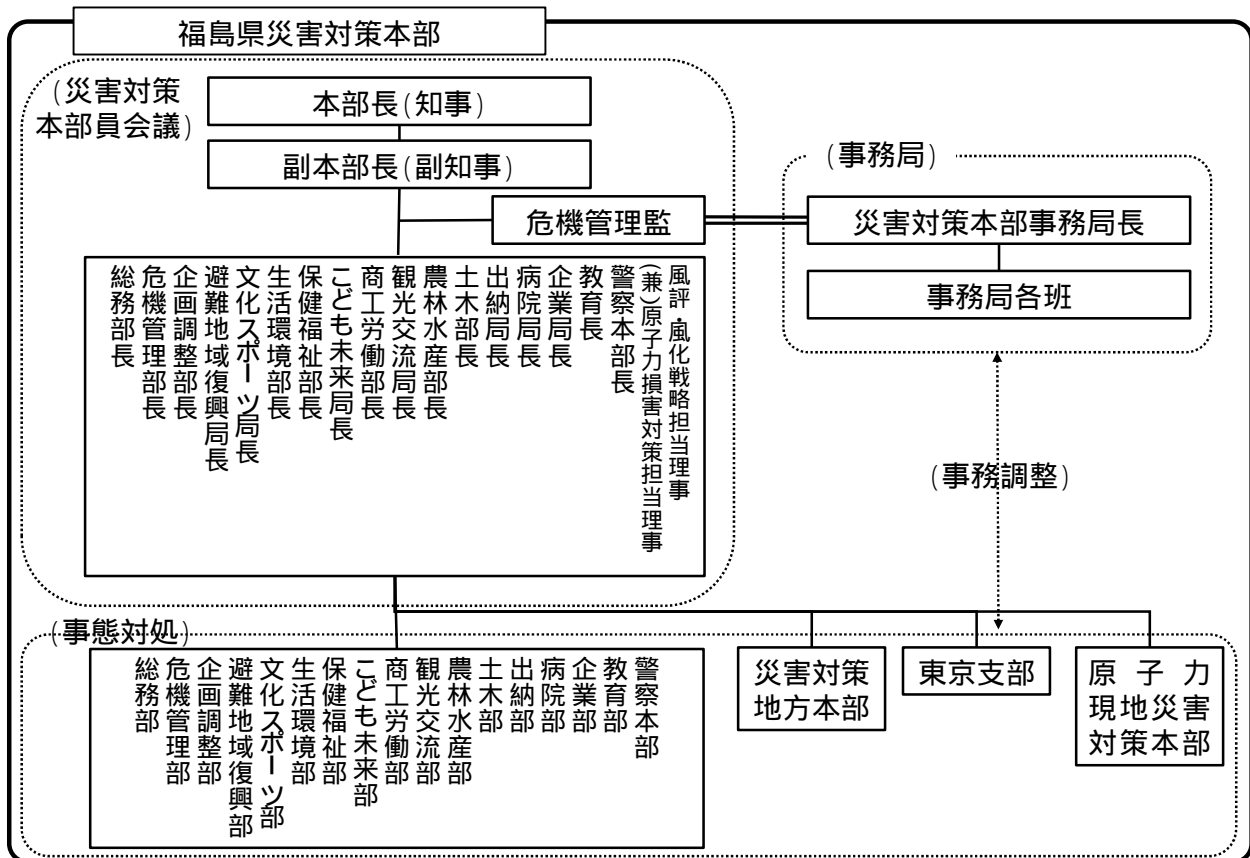 福島県災害対策本部
(災害対策
本部員会議)
本部長(知事)
副本部長(副知事)
危機管理監
(事務局)
災害対策本部事務局長
事務局各班
総務部長
危機管理部長
企画調整部長
避難地域復興局長
文化スポーツ局長
生活環境部長
保健福祉部長
こども未来局長
商工労働部長
観光交流局長
農林水産部長
土木部長
出納局長
病院局長
企業局長
教育長
警察本部長
(兼)原子力損害対策担当理事
風評・風化戦略担当理事
(事務調整)
(事態対処)
総務部
危機管理部
企画調整部
避難地域復興部
文化スポーツ部
生活環境部
保健福祉部
こども未来部
商工労働部
観光交流部
農林水産部
土木部
出納部
病院部
企業部
教育部
警察本部
災害対策
地方本部
東京支部
原子力
現地災害
対策本部